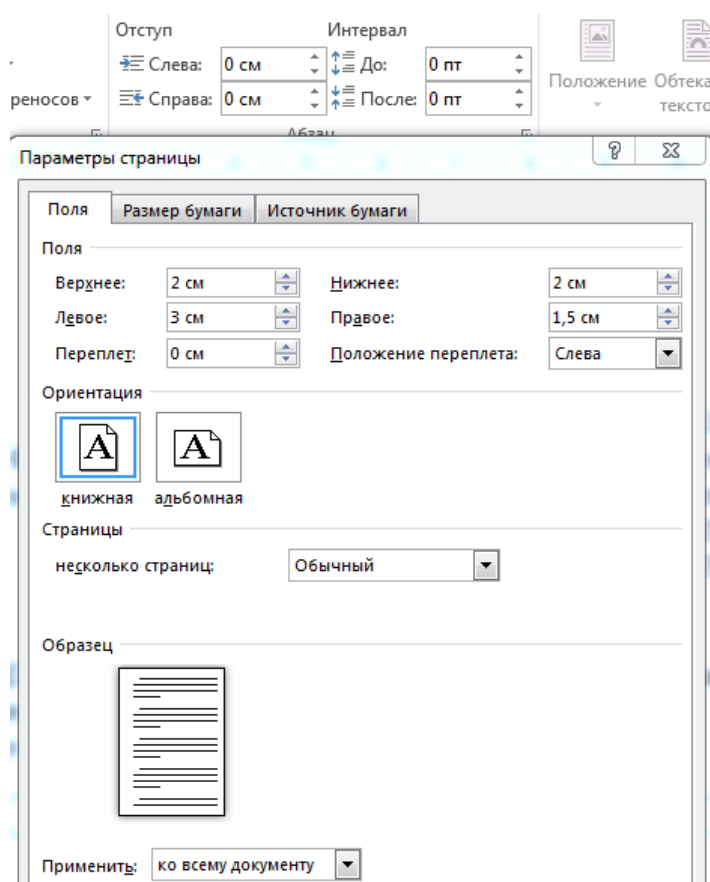 Отступ Интервал
Слева: 0 см До: 0 пт
Положение Обтека
реносов Справа: 0 см После: 0 пт
тексто
Абзац
Параметры страницы
Поля Размер бумаги Источник бумаги
Поля
Верхнее: 2 см Нижнее: 2 см
Левое: 3 см Правое: 1,5 см
Переплет: 0 см Положение переплета: Слева
Ориентация
A A
книжная альбомная
Страницы
несколько страниц: Обычный
Образец
Применить: ко всему документу